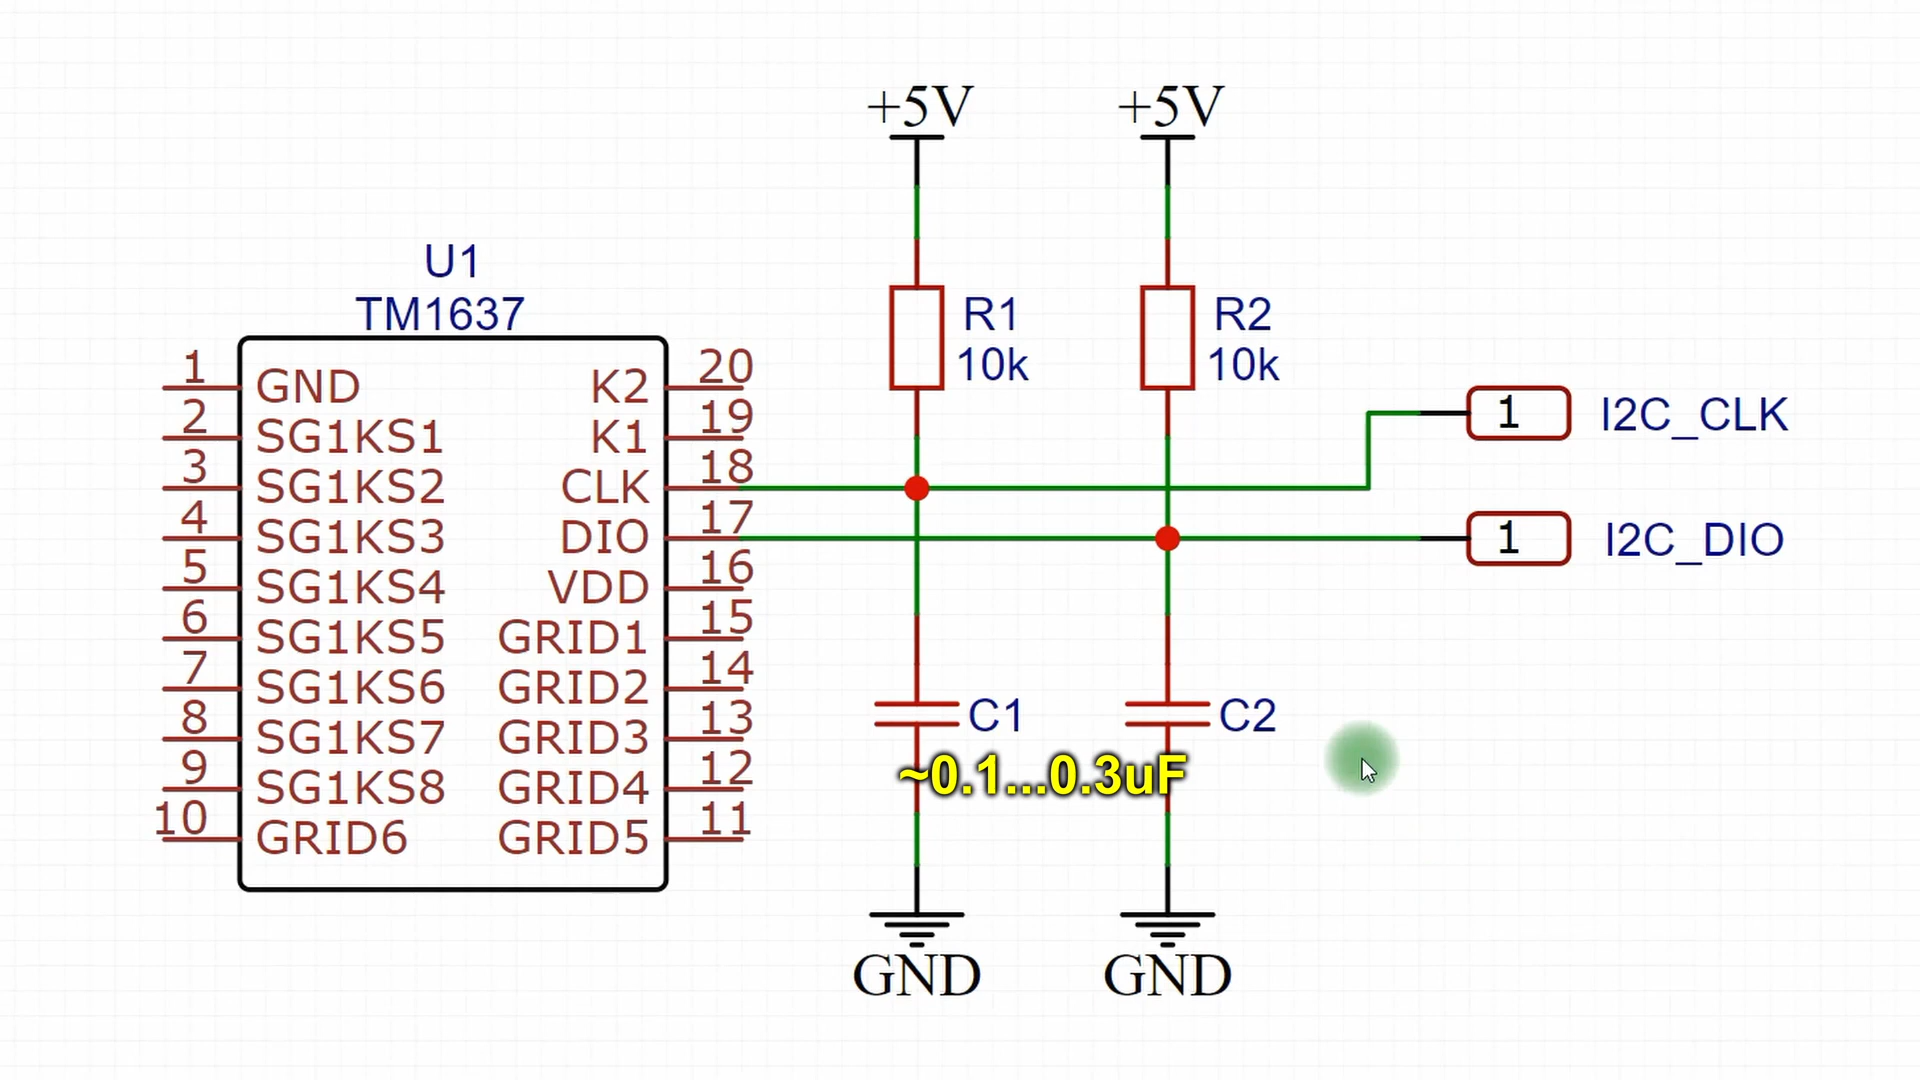 +5V
+5V
U1
TM1637
R1
10k
R2
10k
1 GND
2 SG1KS1
3 SG1KS2
4 SG1KS3
5 SG1KS4
6 SG1KS5
7 SG1KS6
8 SG1KS7
9 SG1KS8
10 GRID6
K2 20
K1 19
CLK 18
DIO 17
VDD 16
GRID1 15
GRID2 14
GRID3 13
GRID4 12
GRID5 11
1 I2C_CLK
1 I2C_DIO
C1
C2
~0.1...0.3uF
GND
GND